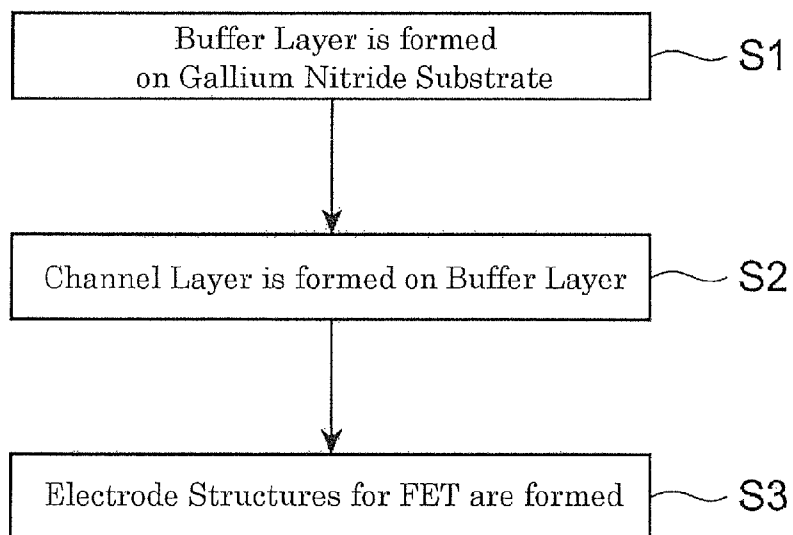 Buffer Layer is formed
on Gallium Nitride Substrate
S1
Channel Layer is formed on Buffer Layer
S2
Electrode Structures for FET are formed
S3